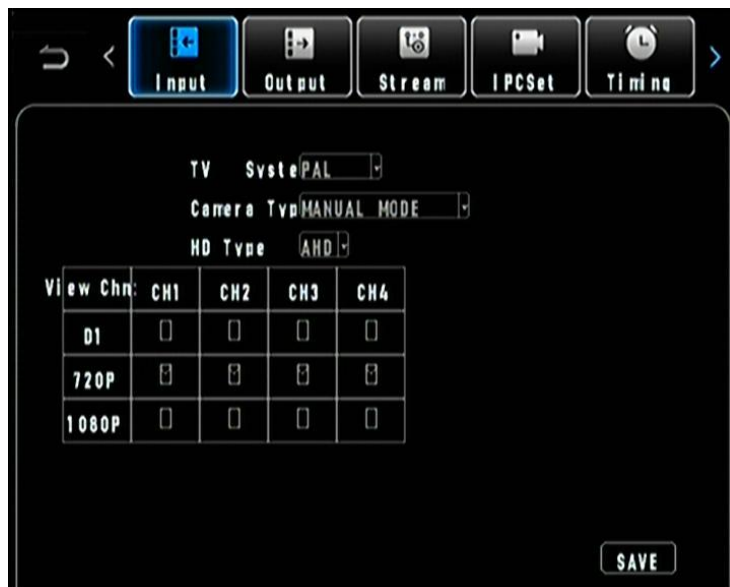 Input Output Stream IPCSet Timing
TV Syste PAL
Camera Typ MANUAL MODE
HD Type AHD
View Chn: CH1 CH2 CH3 CH4
D1
720P
1080P
SAVE